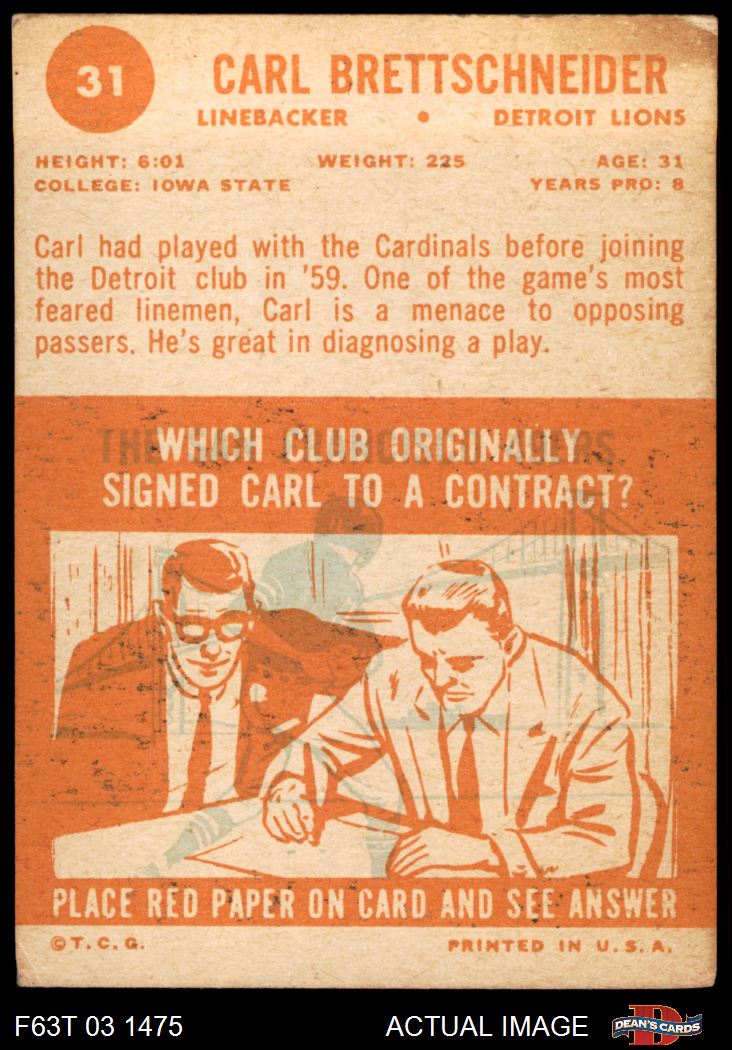 31
CARL BRETTSCHNEIDER
LINEBACKER • DETROIT LIONS
HEIGHT: 6:01 WEIGHT: 225 AGE: 31
COLLEGE: IOWA STATE YEARS PRO: 8
Carl had played with the Cardinals before joining
the Detroit club in '59. One of the game's most
feared linemen, Carl is a menace to opposing
passers. He's great in diagnosing a play.
WHICH CLUB ORIGINALLY
SIGNED CARL TO A CONTRACT?
PLACE RED PAPER ON CARD AND SEE ANSWER
©T.C.G. PRINTED IN U.S.A.
F63T 03 1475 ACTUAL IMAGE DEAN'S CARDS